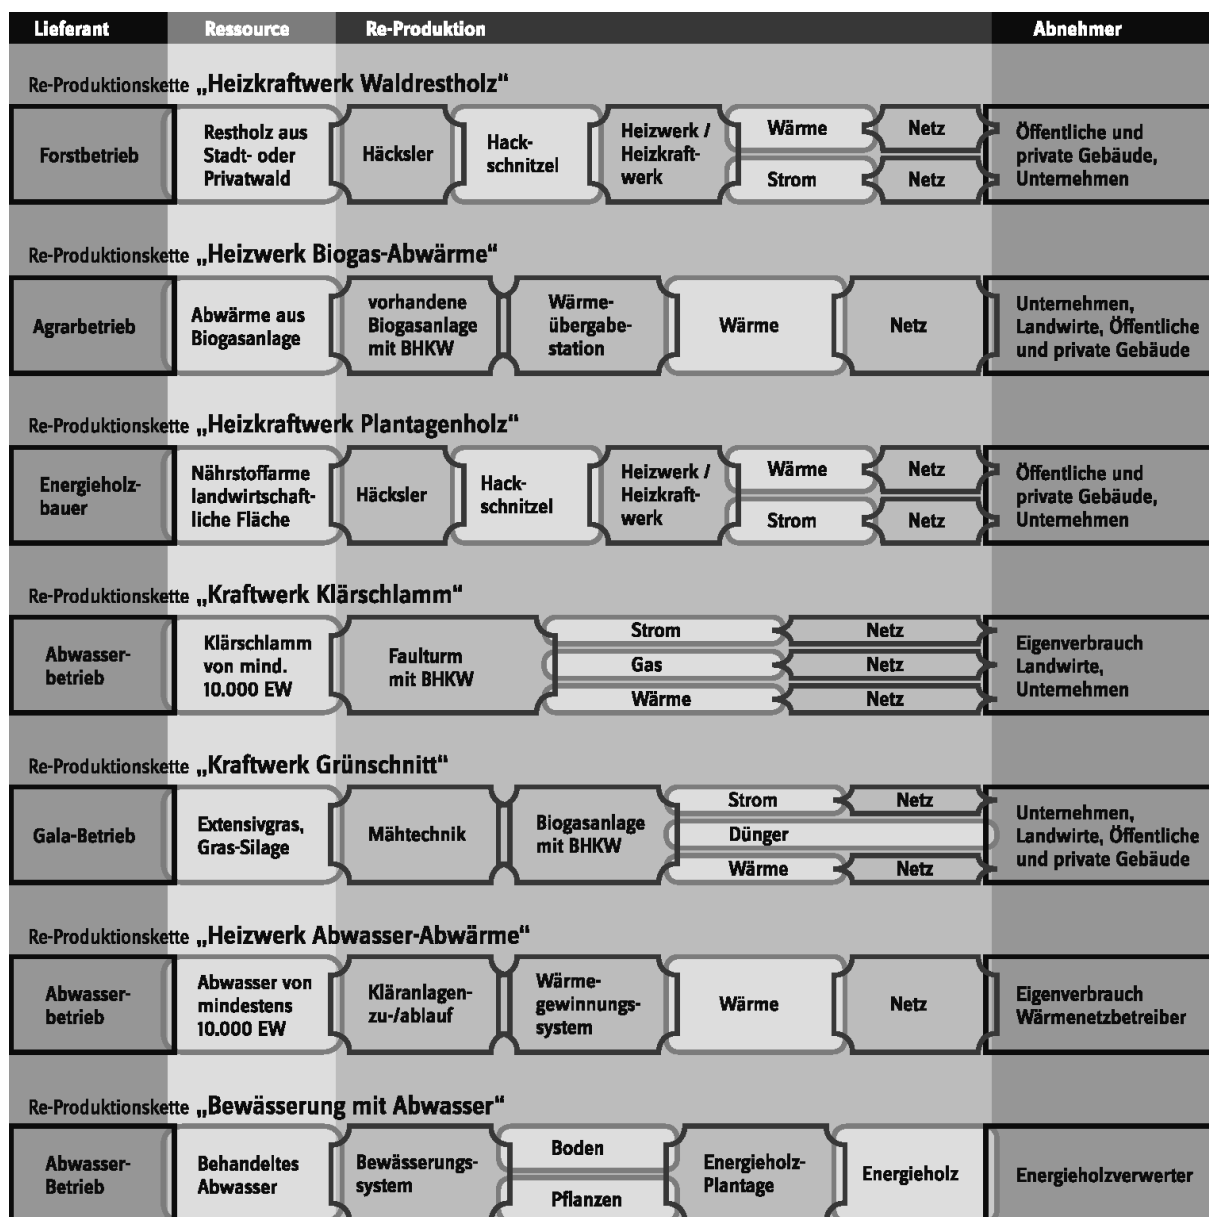 Lieferant Ressource Re-Produktion Abnehmer
Re-Produktionskette „Heizkraftwerk Waldrestholz“
Forstbetrieb
Restholz aus
Stadt- oder
Privatwald
Häcksler
Hack-
schnitzel
Heizwerk /
Heizkraft-
werk
Wärme
Netz
Strom
Netz
Öffentliche und
private Gebäude,
Unternehmen
Re-Produktionskette „Heizwerk Biogas-Abwärme“
Agrarbetrieb
Abwärme aus
Biogasanlage
vorhandene
Biogasanlage
mit BHKW
Wärme-
übergabe-
station
Wärme
Netz
Unternehmen,
Landwirte, Öffentliche
und private Gebäude
Re-Produktionskette „Heizkraftwerk Plantagenholz“
Energieholz-
bauer
Nährstoffarme
landwirtschaft-
liche Fläche
Häcksler
Hack-
schnitzel
Heizwerk /
Heizkraft-
werk
Wärme
Netz
Strom
Netz
Öffentliche und
private Gebäude,
Unternehmen
Re-Produktionskette „Kraftwerk Klärschlamm“
Abwasser-
betrieb
Klärschlamm
von mind.
10.000 EW
Faulturm
mit BHKW
Strom
Netz
Gas
Netz
Wärme
Netz
Eigenverbrauch
Landwirte,
Unternehmen
Re-Produktionskette „Kraftwerk Grünschnitt“
Gala-Betrieb
Extensivgras,
Gras-Silage
Mähtechnik
Biogasanlage
mit BHKW
Strom
Netz
Dünger
Wärme
Netz
Unternehmen,
Landwirte, Öffentliche
und private Gebäude
Re-Produktionskette „Heizwerk Abwasser-Abwärme“
Abwasser-
betrieb
Abwasser von
mindestens
10.000 EW
Kläranlagen-
zu-/ablauf
Wärme-
gewinnungs-
system
Wärme
Netz
Eigenverbrauch
Wärmenetzbetreiber
Re-Produktionskette „Bewässerung mit Abwasser“
Abwasser-
Betrieb
Behandeltes
Abwasser
Bewässerungs-
system
Boden
Pflanzen
Energieholz-
Plantage
Energieholz
Energieholzverwerter